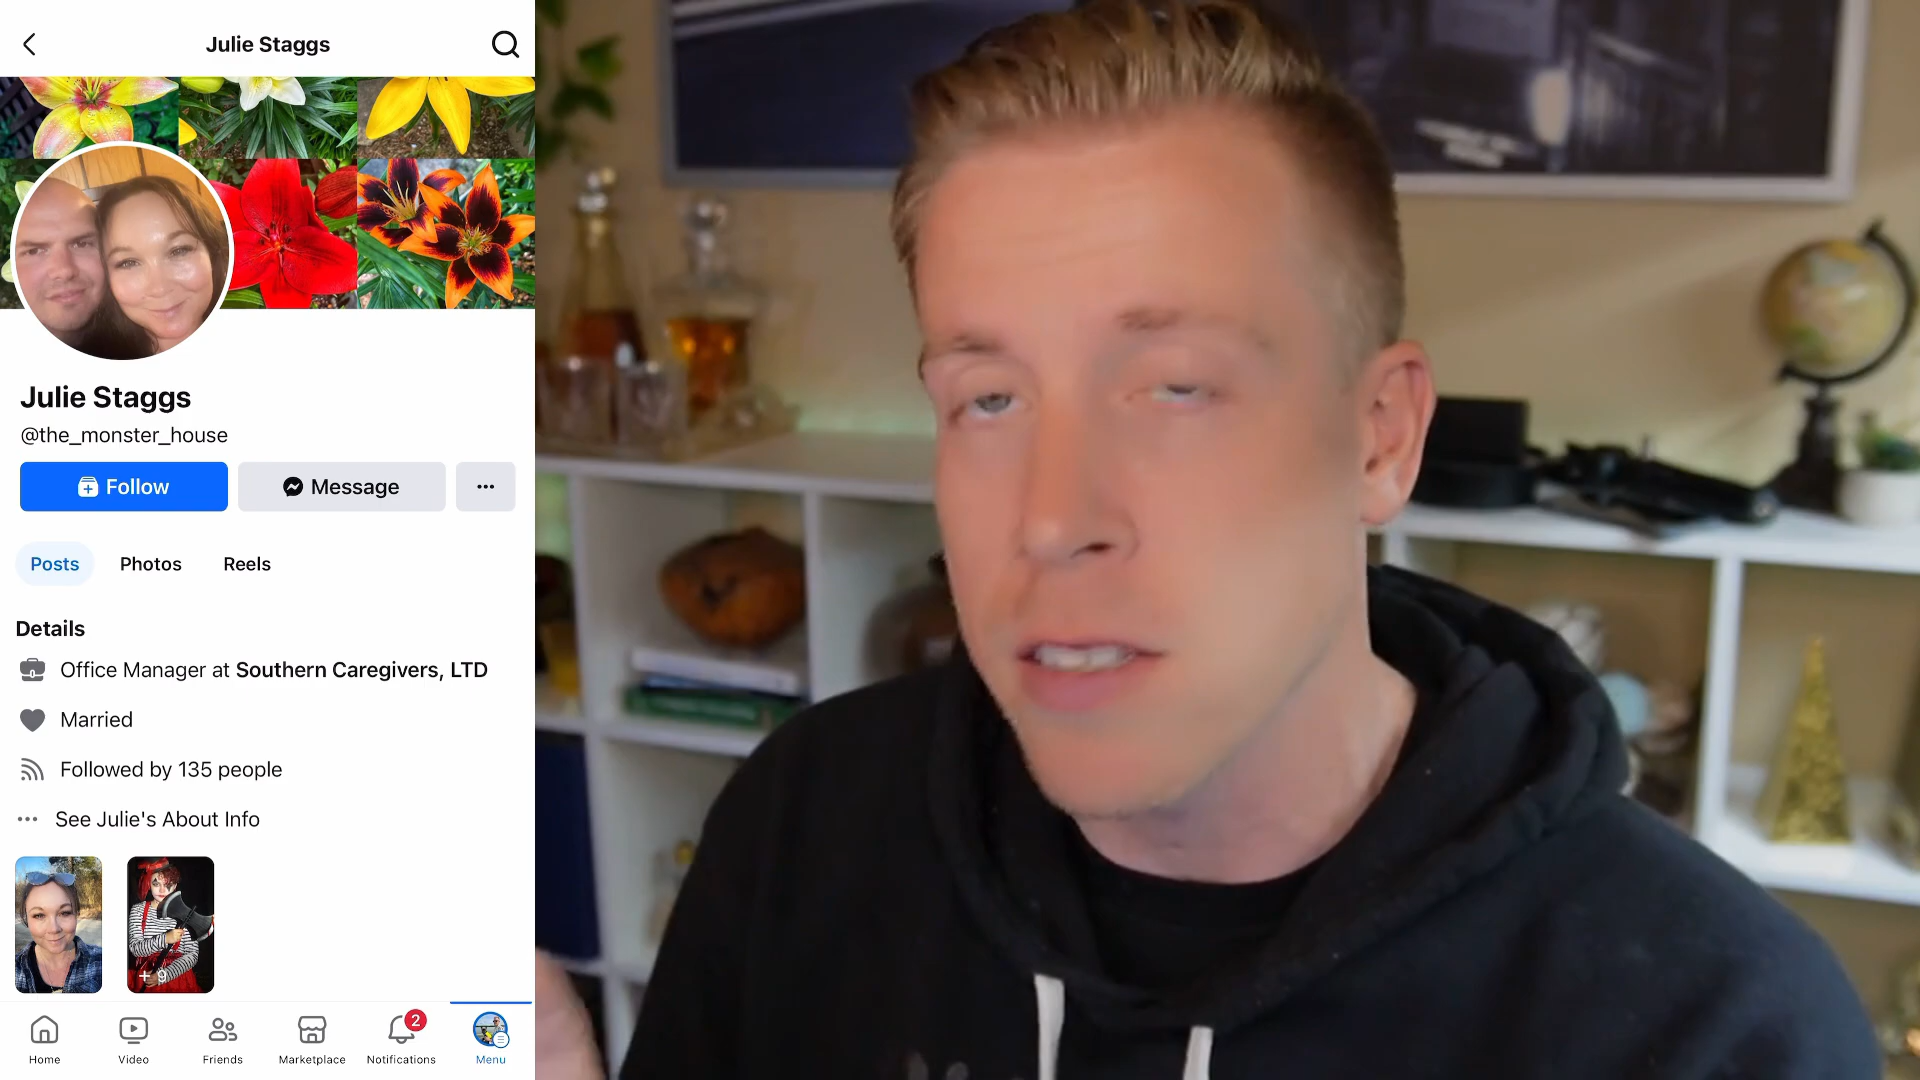 Julie Staggs
Julie Staggs
@the_monster_house
Follow
Message
Posts
Photos
Reels
Details
Office Manager at Southern Caregivers, LTD
Married
Followed by 135 people
See Julie's About Info
+ 9
2
Home
Video
Friends
Marketplace
Notifications
Menu